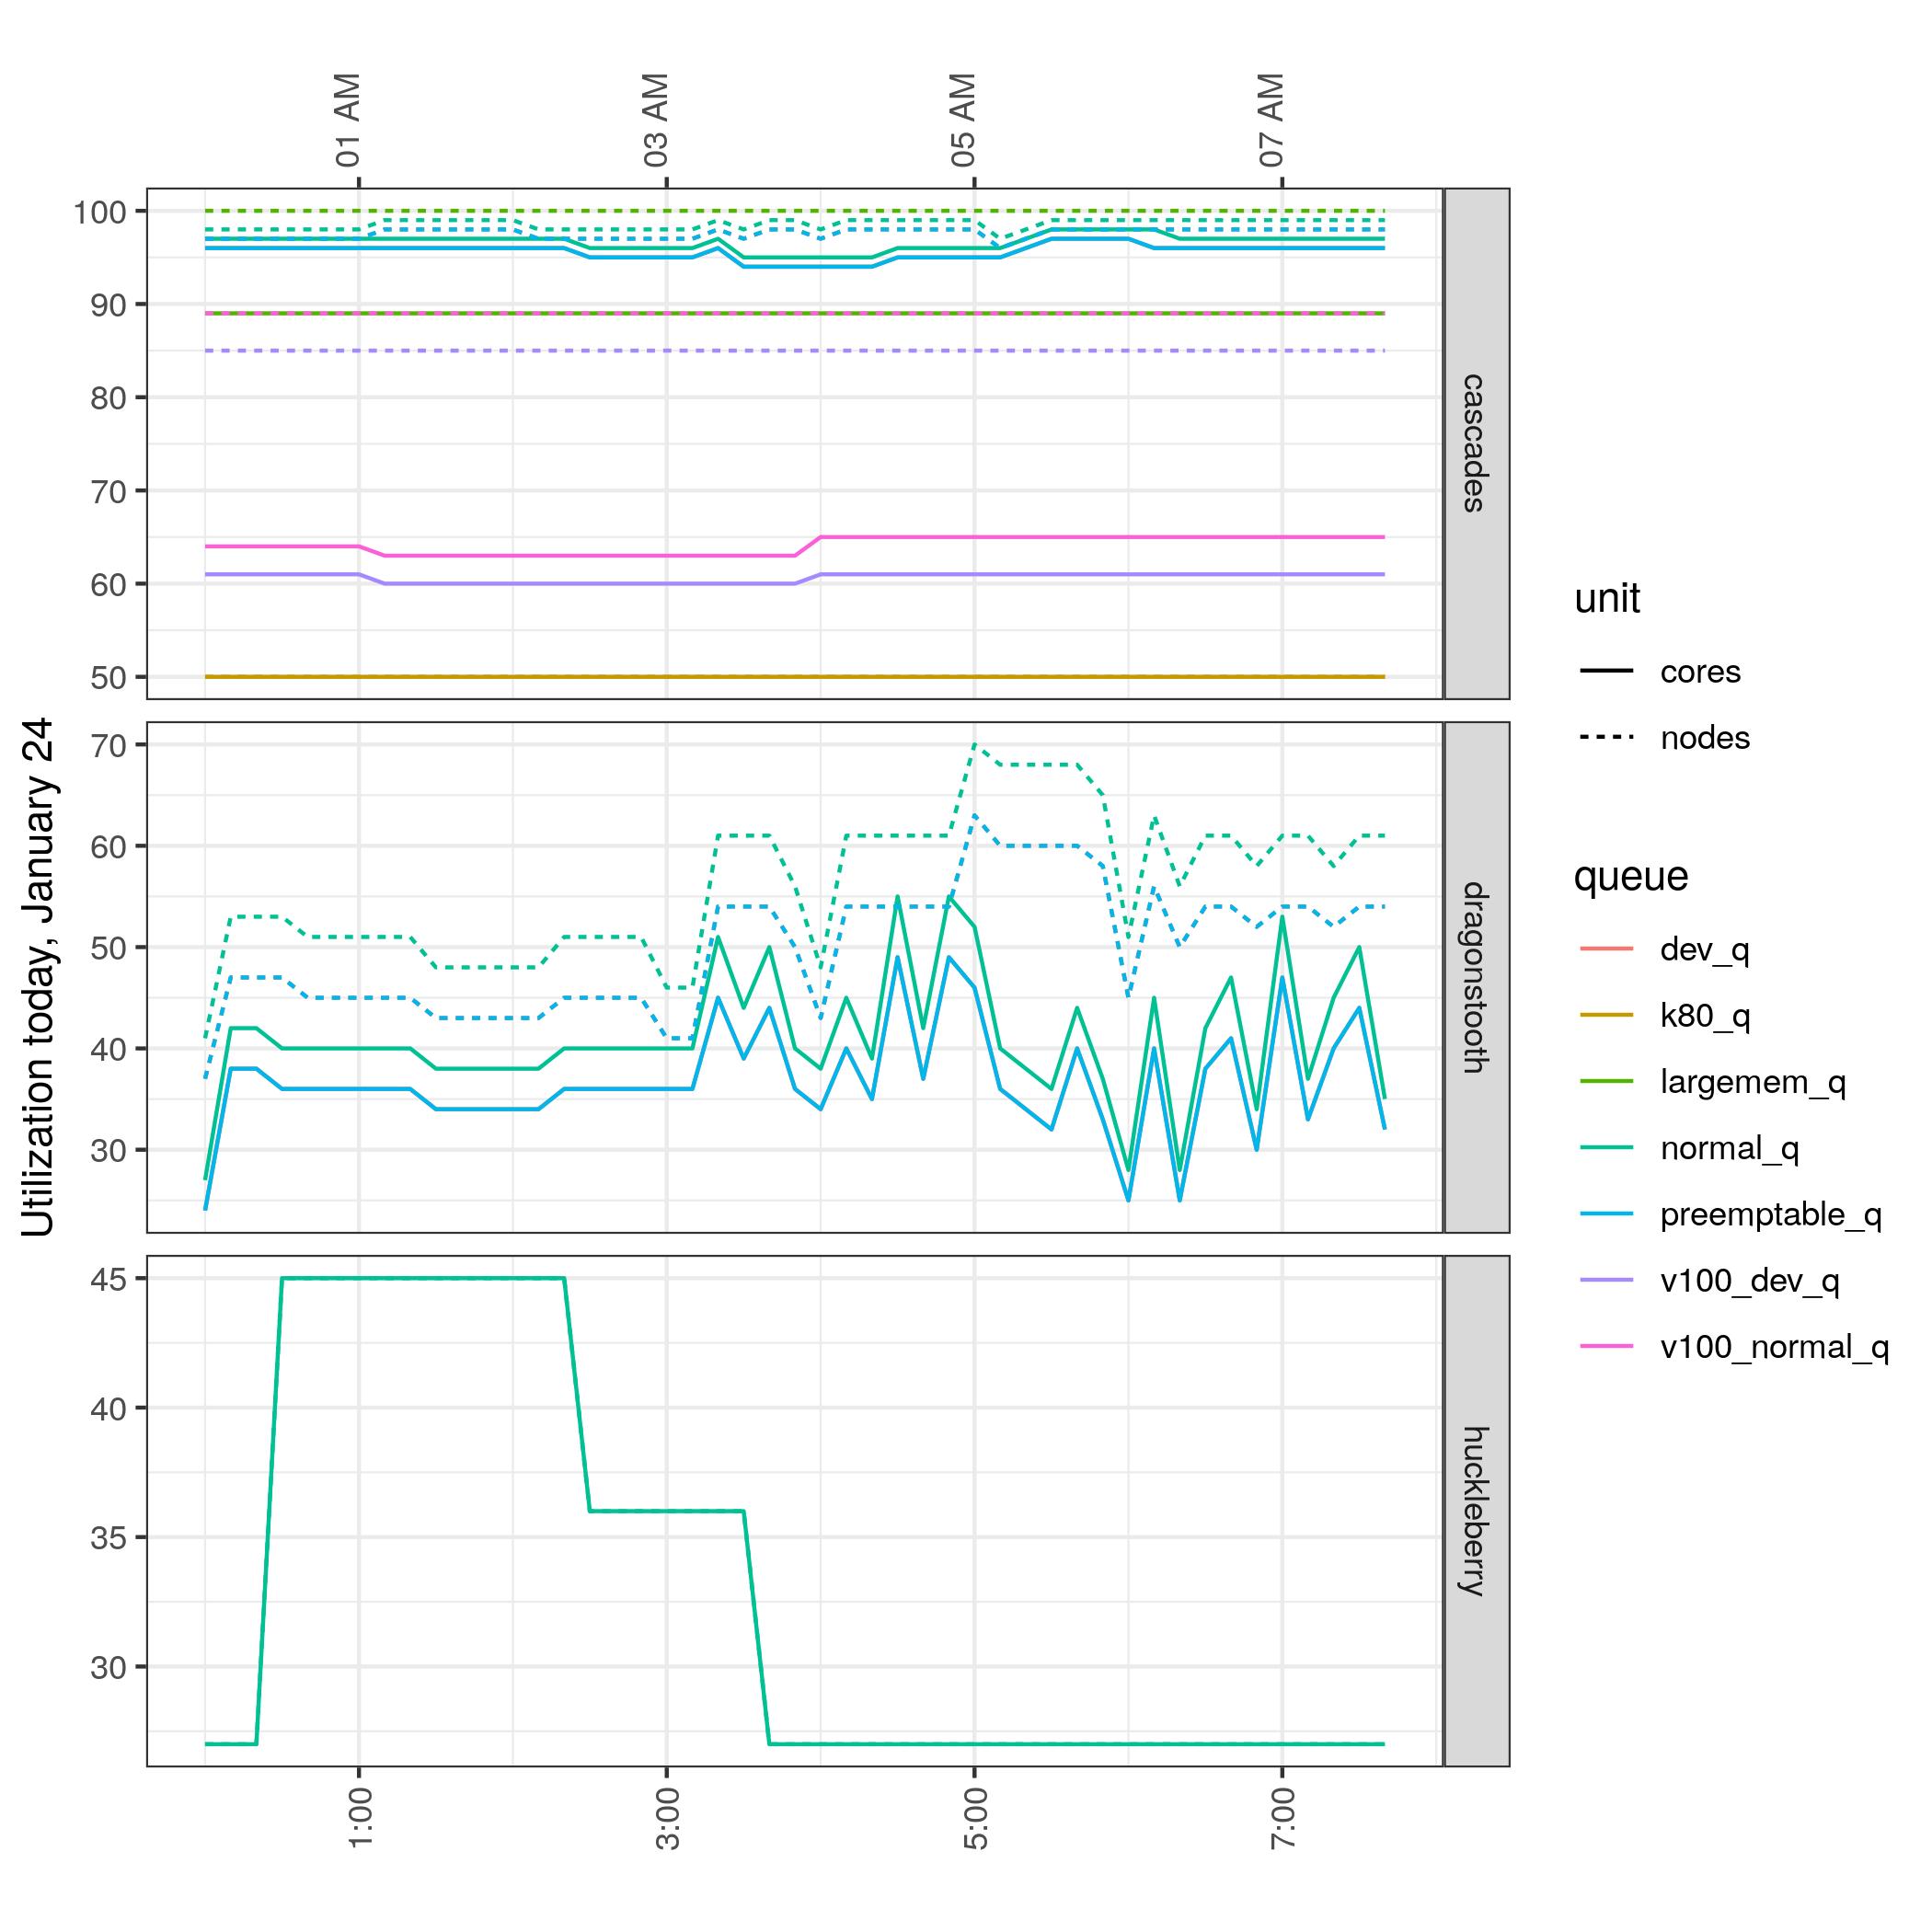 01 AM
03 AM
05 AM
07 AM
Utilization today, January 24
100
90
80
70
60
50
cascades
70
60
50
40
30
dragonstooth
45
40
35
30
huckleberry
1:00
3:00
5:00
7:00
unit
cores
nodes
queue
dev_q
k80_q
largemem_q
normal_q
preemptable_q
v100_dev_q
v100_normal_q